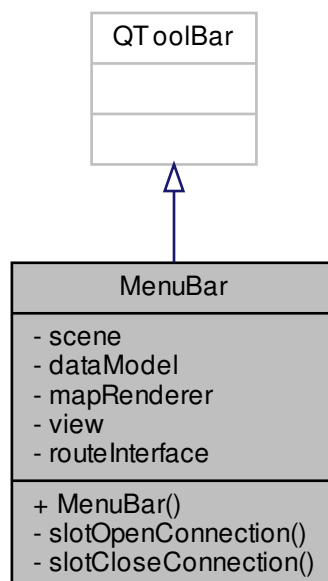 QToolBar
MenuBar
- scene
- dataModel
- mapRenderer
- view
- routeInterface
+ MenuBar()
- slotOpenConnection()
- slotCloseConnection()